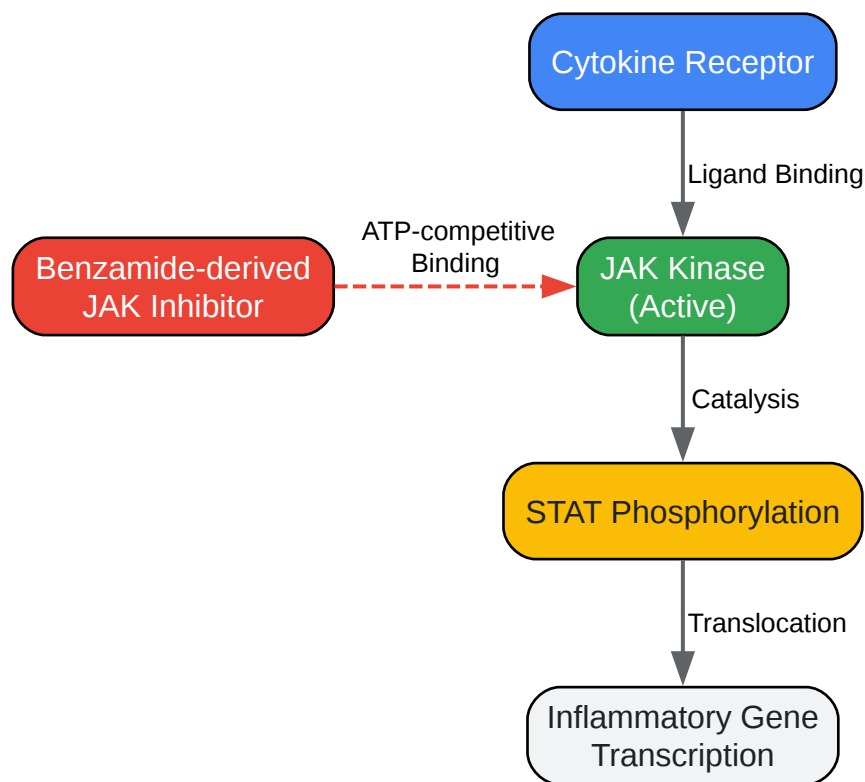 Cytokine Receptor
Ligand Binding
ATP-competitive
Binding
Benzamide-derived
JAK Inhibitor
JAK Kinase
(Active)
Catalysis
STAT Phosphorylation
Translocation
Inflammatory Gene
Transcription